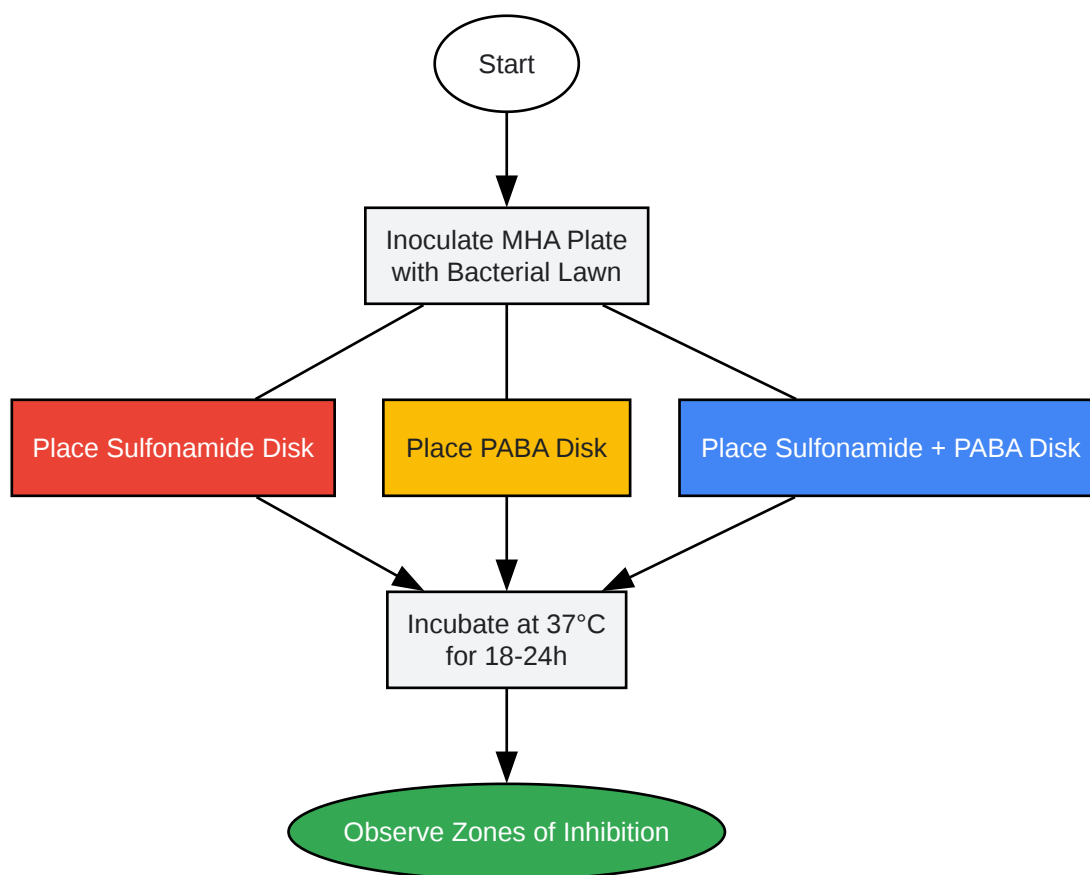 Start
Inoculate MHA Plate
with Bacterial Lawn
Place Sulfonamide Disk
Place PABA Disk
Place Sulfonamide + PABA Disk
Incubate at 37°C
for 18-24h
Observe Zones of Inhibition